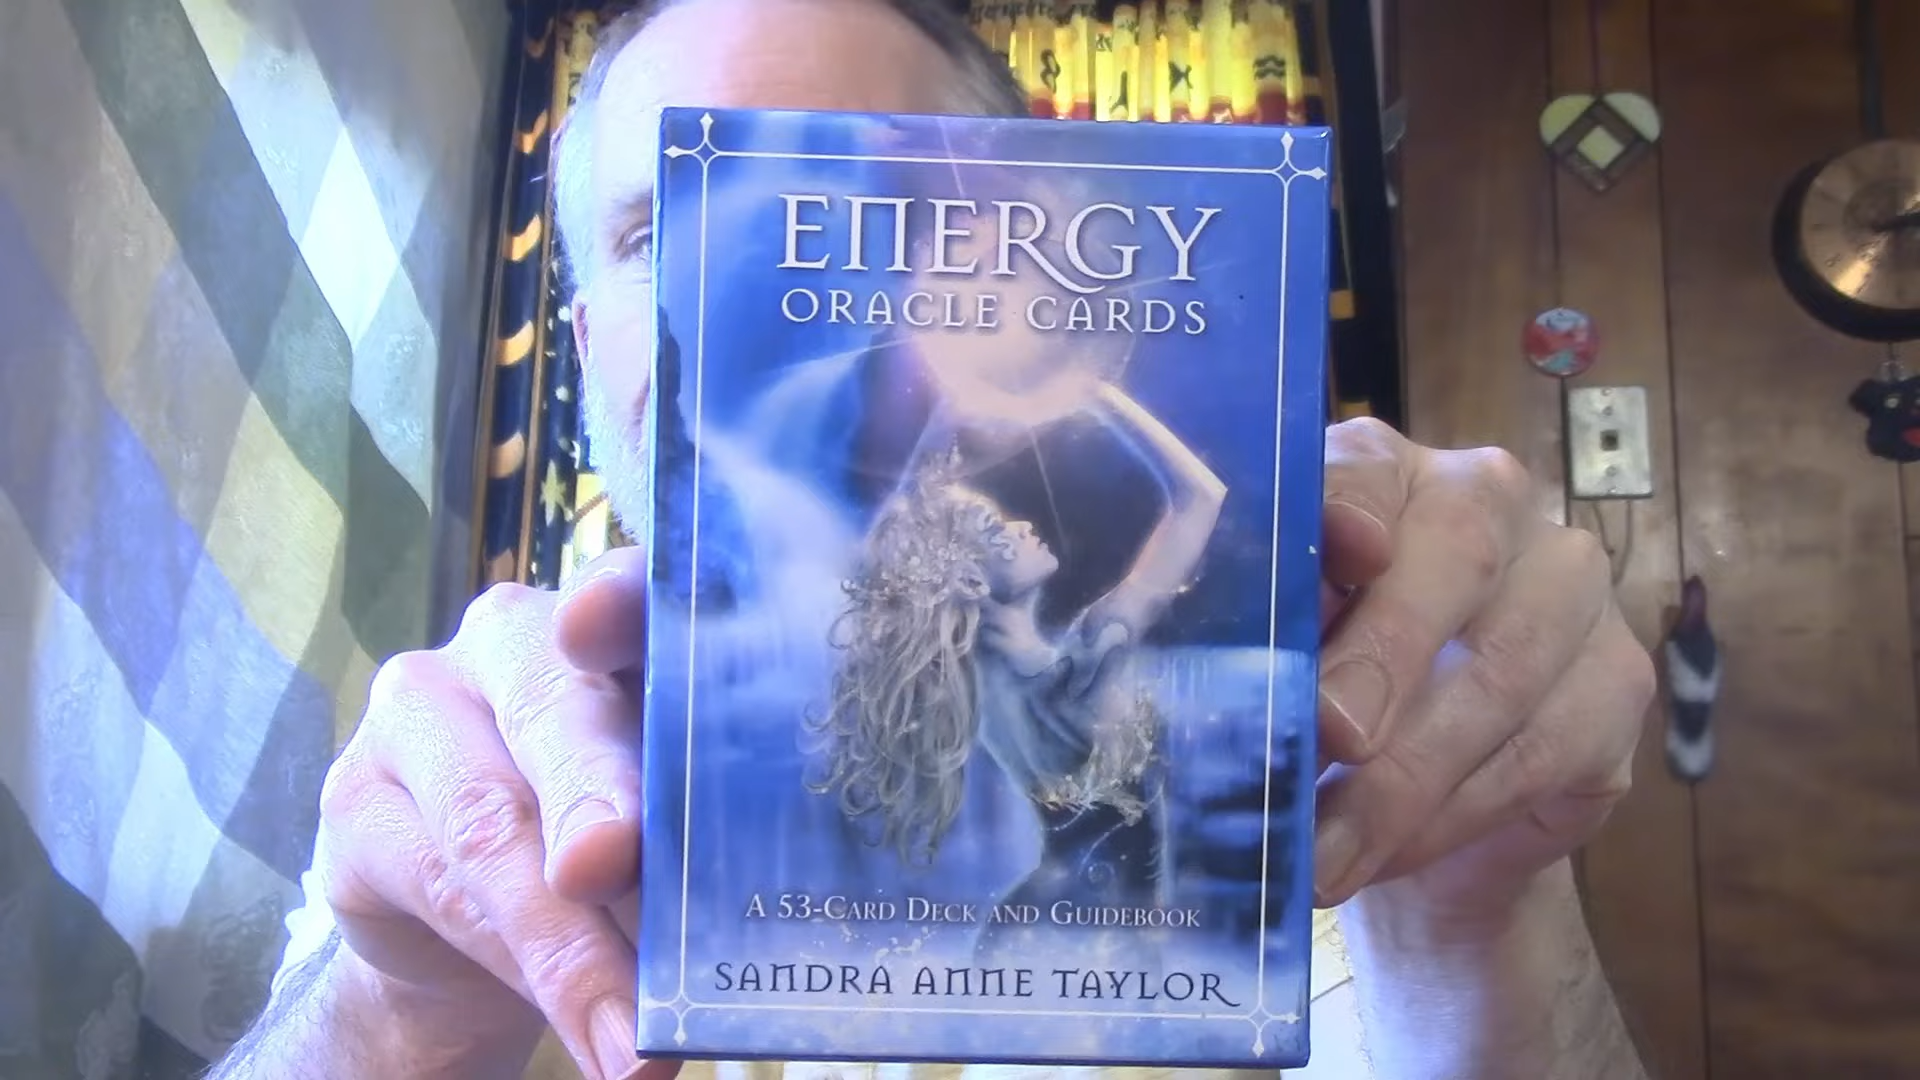 ENERGY
ORACLE CARDS
A 53-CARD DECK AND GUIDEBOOK
SANDRA ANNE TAYLOR